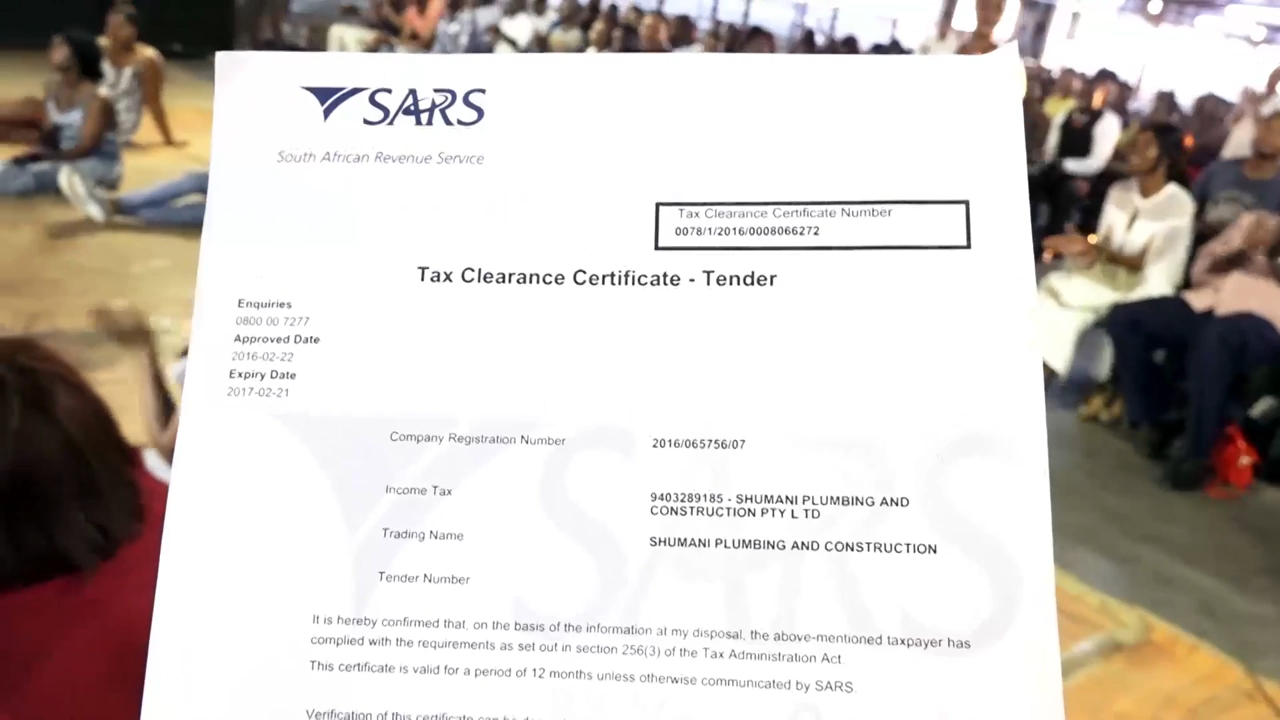 SARS
South African Revenue Service
Tax Clearance Certificate Number
0078/1/2016/0008066272
Tax Clearance Certificate - Tender
Enquiries
0800 00 7277
Approved Date
2016-02-22
Expiry Date
2017-02-21
Company Registration Number
2016/065756/07
Income Tax
9403289185 - SHUMANI PLUMBING AND
CONSTRUCTION PTY L TD
Trading Name
SHUMANI PLUMBING AND CONSTRUCTION
Tender Number
It is hereby confirmed that, on the basis of the information at my disposal, the above-mentioned taxpayer has
complied with the requirements as set out in section 256(3) of the Tax Administration Act.
This certificate is valid for a period of 12 months unless otherwise communicated by SARS.
Verification of this certificate can be
SARS